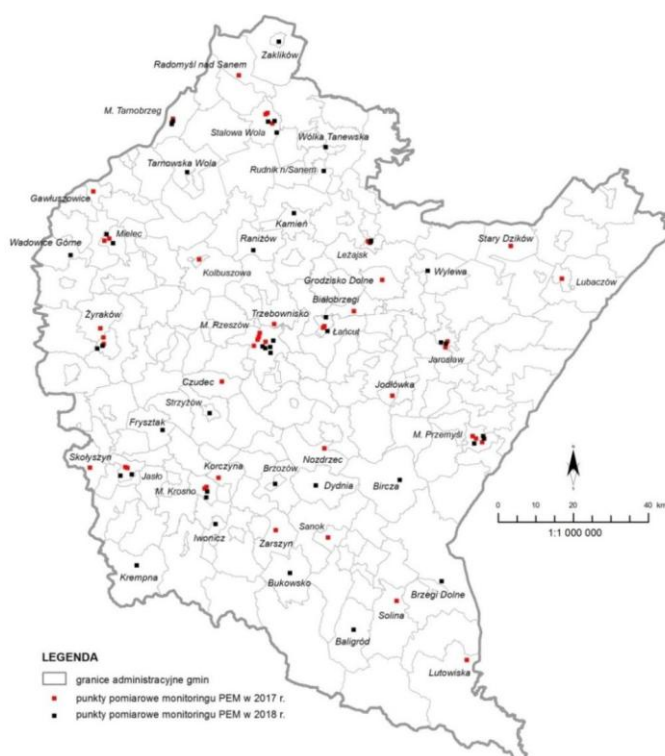 Zaklików
Radomyśl nad Sanem
M. Tarnobrzeg
Stalowa Wola
Wólka Tanewska
Tarnowska Wola
Rudnik n/Sanem
Gawłuszowice
Kamień
Mielec
Wadowice Górne
Raniżów
Leżajsk
Stary Dzików
Kolbuszowa
Wylewa
Grodzisko Dolne
Lubaczów
Białobrzegi
Żyraków
Trzebownisko
M. Rzeszów
Łańcut
Jarosław
Czudec
Jodłówka
Strzyżów
Frysztak
M. Przemyśl
Skołyszyn
Nozdrzec
Jasło
Korczyna
Brzozów
M. Krosno
Dydnia
Bircza
Iwonicz
Zarszyn
Sanok
Krempna
Bukowsko
Brzegi Dolne
Solina
Baligród
Lutowiska
0 10 20 40 km
1:1 000 000
LEGENDA
granice administracyjne gmin
punkty pomiarowe monitoringu PEM w 2017 r.
punkty pomiarowe monitoringu PEM w 2018 r.